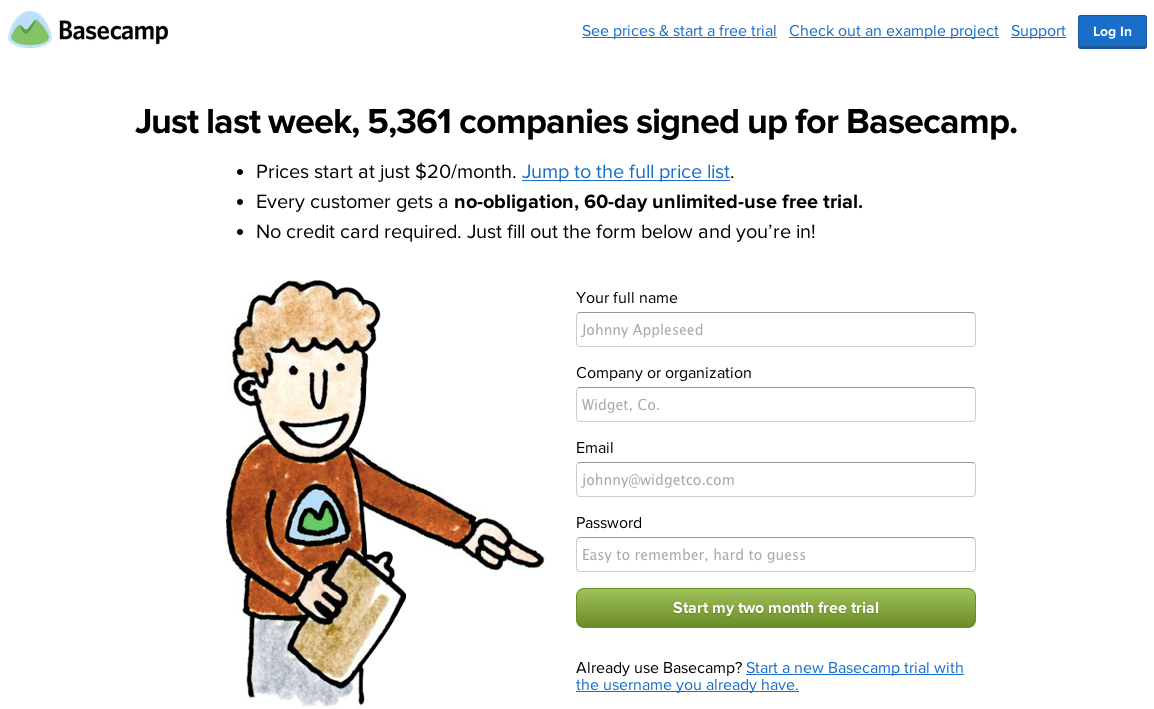 Basecamp
See prices & start a free trial
Check out an example project
Support
Log In
Just last week, 5,361 companies signed up for Basecamp.
• Prices start at just $20/month. Jump to the full price list.
• Every customer gets a no-obligation, 60-day unlimited-use free trial.
• No credit card required. Just fill out the form below and you’re in!
Your full name
Johnny Appleseed
Company or organization
Widget, Co.
Email
johnny@widgetco.com
Password
Easy to remember, hard to guess
Start my two month free trial
Already use Basecamp? Start a new Basecamp trial with
the username you already have.